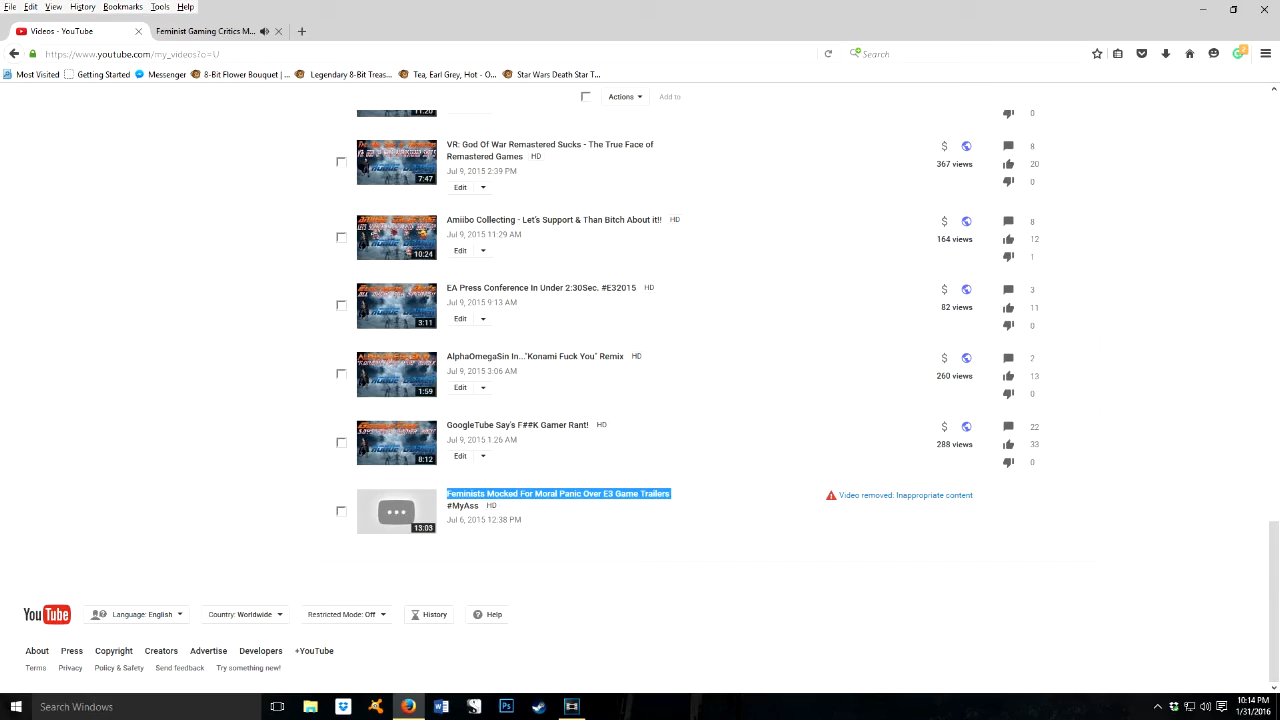 File Edit View History Bookmarks Tools Help
Videos - YouTube Feminist Gaming Critics M...
https://www.youtube.com/my_videos?o=U Search
Most Visited Getting Started Messenger 8-Bit Flower Bouquet | ... Legendary 8-Bit Treas... Tea, Earl Grey, Hot - O... Star Wars Death Star T...
Actions Add to
11:20 0
VR: God Of War Remastered Sucks - The True Face of
Remastered Games HD
Jul 9, 2015 2:39 PM
Edit
7:47
$ 8
367 views 20
0
Amiibo Collecting - Let's Support & Than Bitch About it!! HD
Jul 9, 2015 11:29 AM
Edit
10:24
$ 8
164 views 12
1
EA Press Conference In Under 2:30Sec. #E32015 HD
Jul 9, 2015 9:13 AM
Edit
3:11
$ 3
82 views 11
0
AlphaOmegaSin In..."Konami Fuck You" Remix HD
Jul 9, 2015 3:06 AM
Edit
1:59
$ 2
260 views 13
0
GoogleTube Say's F##K Gamer Rant! HD
Jul 9, 2015 1:26 AM
Edit
8:12
$ 22
288 views 33
0
Feminists Mocked For Moral Panic Over E3 Game Trailers
#MyAss HD
Jul 6, 2015 12:38 PM
13:03
Video removed: Inappropriate content
YouTube Language: English Country: Worldwide Restricted Mode: Off History Help
About Press Copyright Creators Advertise Developers +YouTube
Terms Privacy Policy & Safety Send feedback Try something new!
Search Windows
10:14 PM
1/31/2016